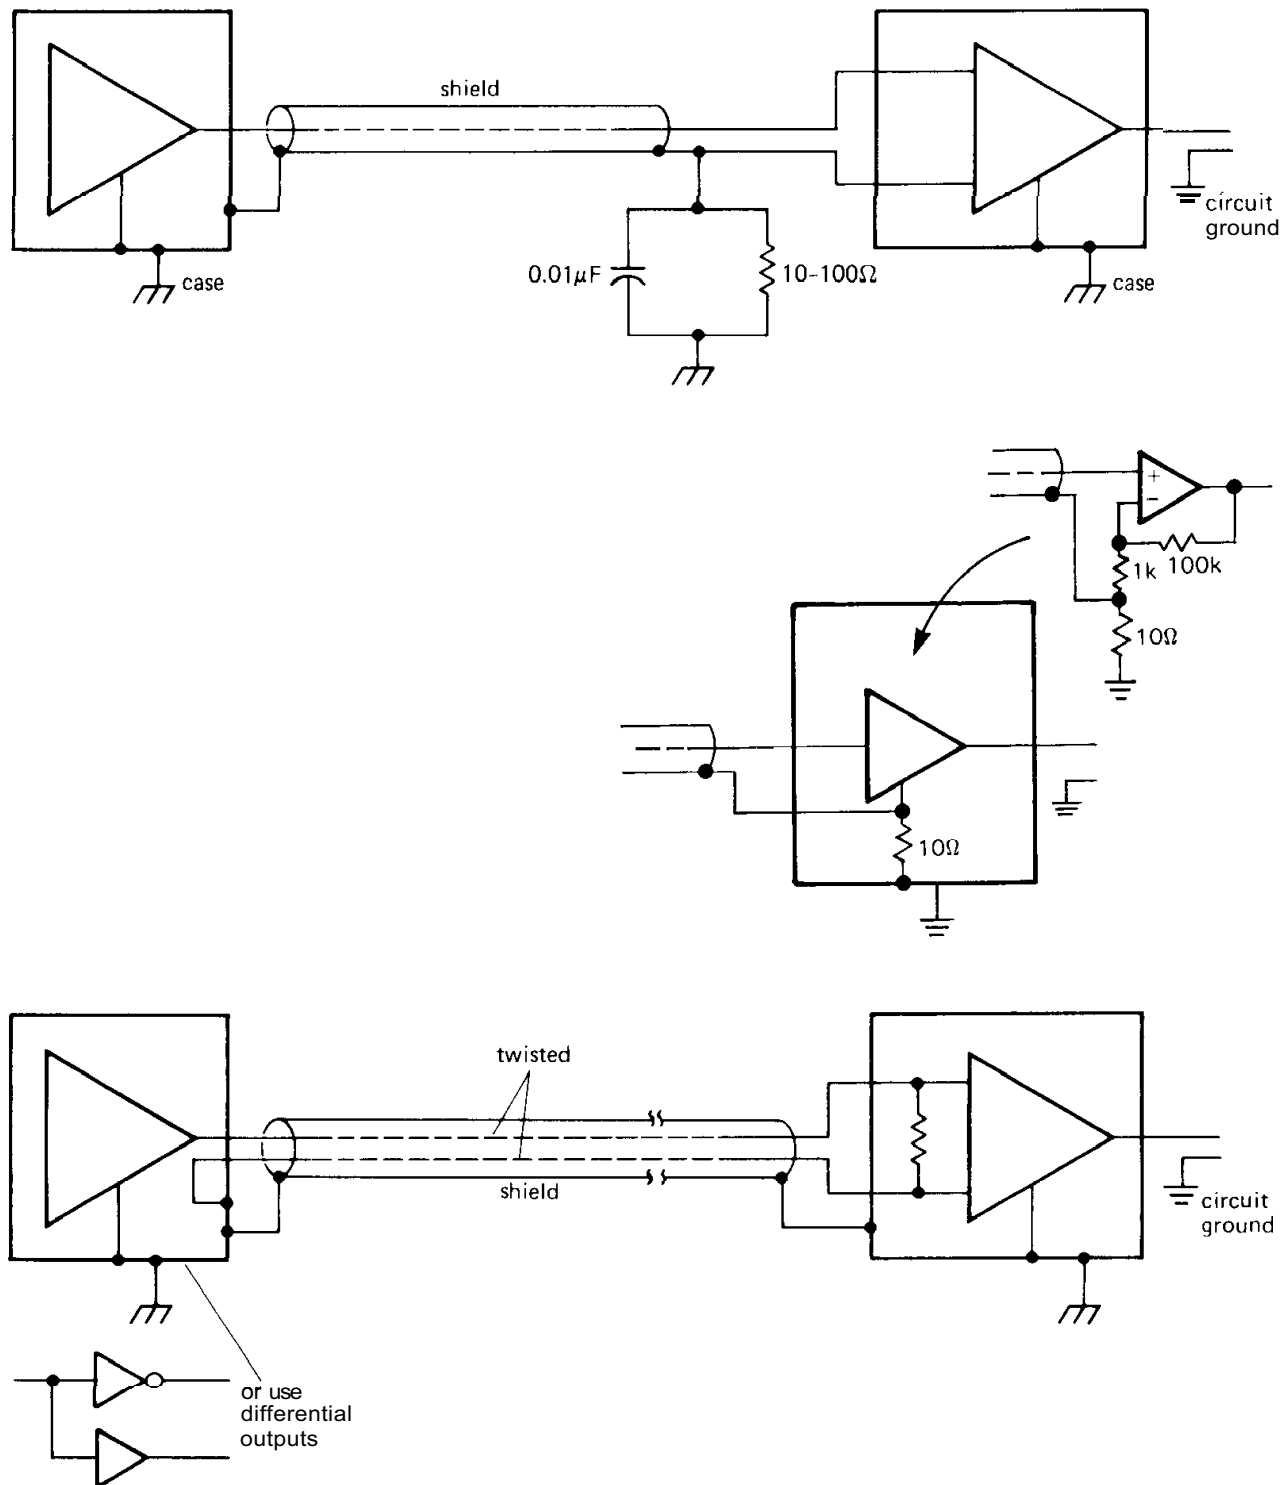 shield
circuit
ground
case
0.01µF
10-100Ω
case
+
−
1k
100k
10Ω
10Ω
twisted
shield
circuit
ground
or use
differential
outputs